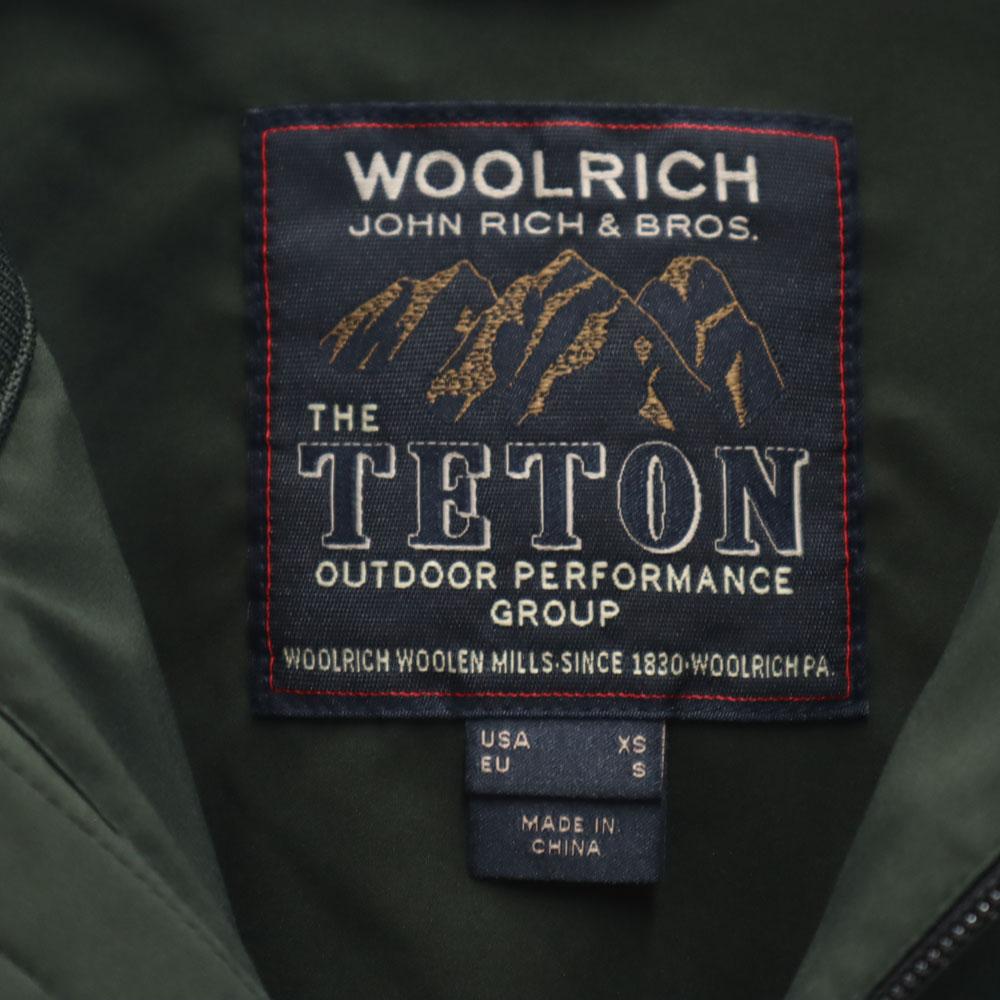 WOOLRICH
JOHN RICH & BROS.
THE
TETON
OUTDOOR PERFORMANCE
GROUP
WOOLRICH WOOLEN MILLS·SINCE 1830·WOOLRICH PA.
USA XS
EU S
MADE IN
CHINA